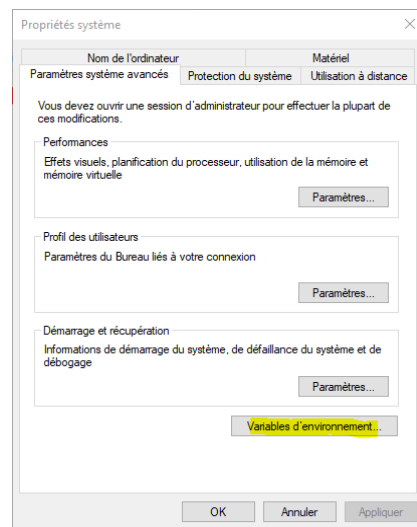 Propriétés système
Nom de l'ordinateur
Matériel
Paramètres système avancés
Protection du système
Utilisation à distance
Vous devez ouvrir une session d'administrateur pour effectuer la plupart de
ces modifications.
Performances
Effets visuels, planification du processeur, utilisation de la mémoire et
mémoire virtuelle
Paramètres...
Profil des utilisateurs
Paramètres du Bureau liés à votre connexion
Paramètres...
Démarrage et récupération
Informations de démarrage du système, de défaillance du système et de
débogage
Paramètres...
Variables d'environnement...
OK
Annuler
Appliquer